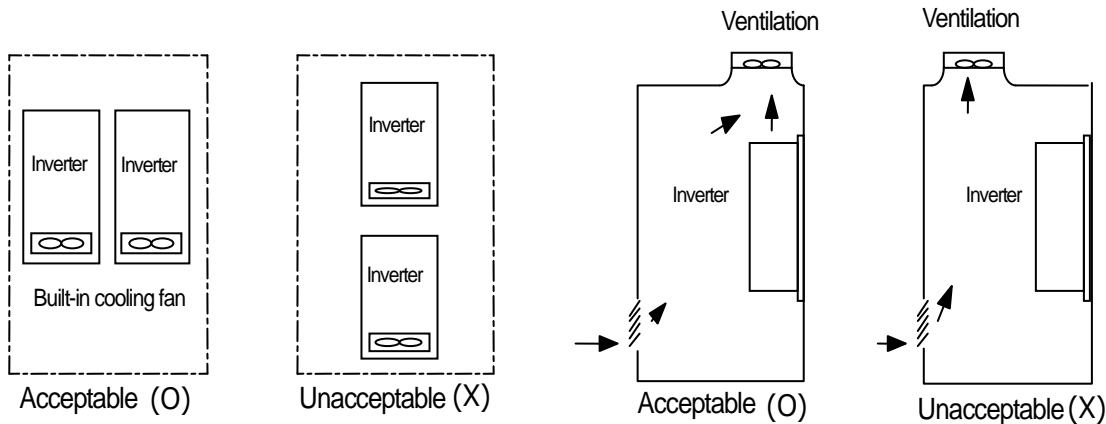 Ventilation
Ventilation
Inverter
Inverter
Inverter
Inverter
Inverter
Inverter
Built-in cooling fan
Acceptable (O)
Unacceptable (X)
Acceptable (O)
Unacceptable (X)